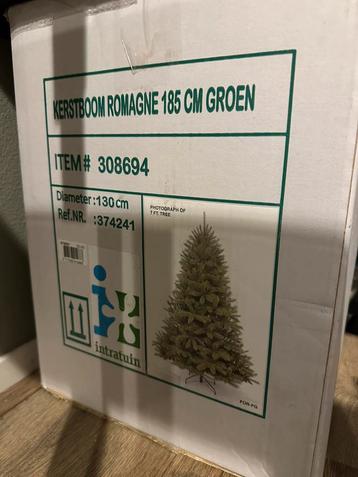 KERSTBOOM ROMAGNE 185 CM GROEN
ITEM# 308694
Diameter:130cm
Ref.NR. :374241
PHOTOGRAPH OF
7 FT. TREE
intratuin